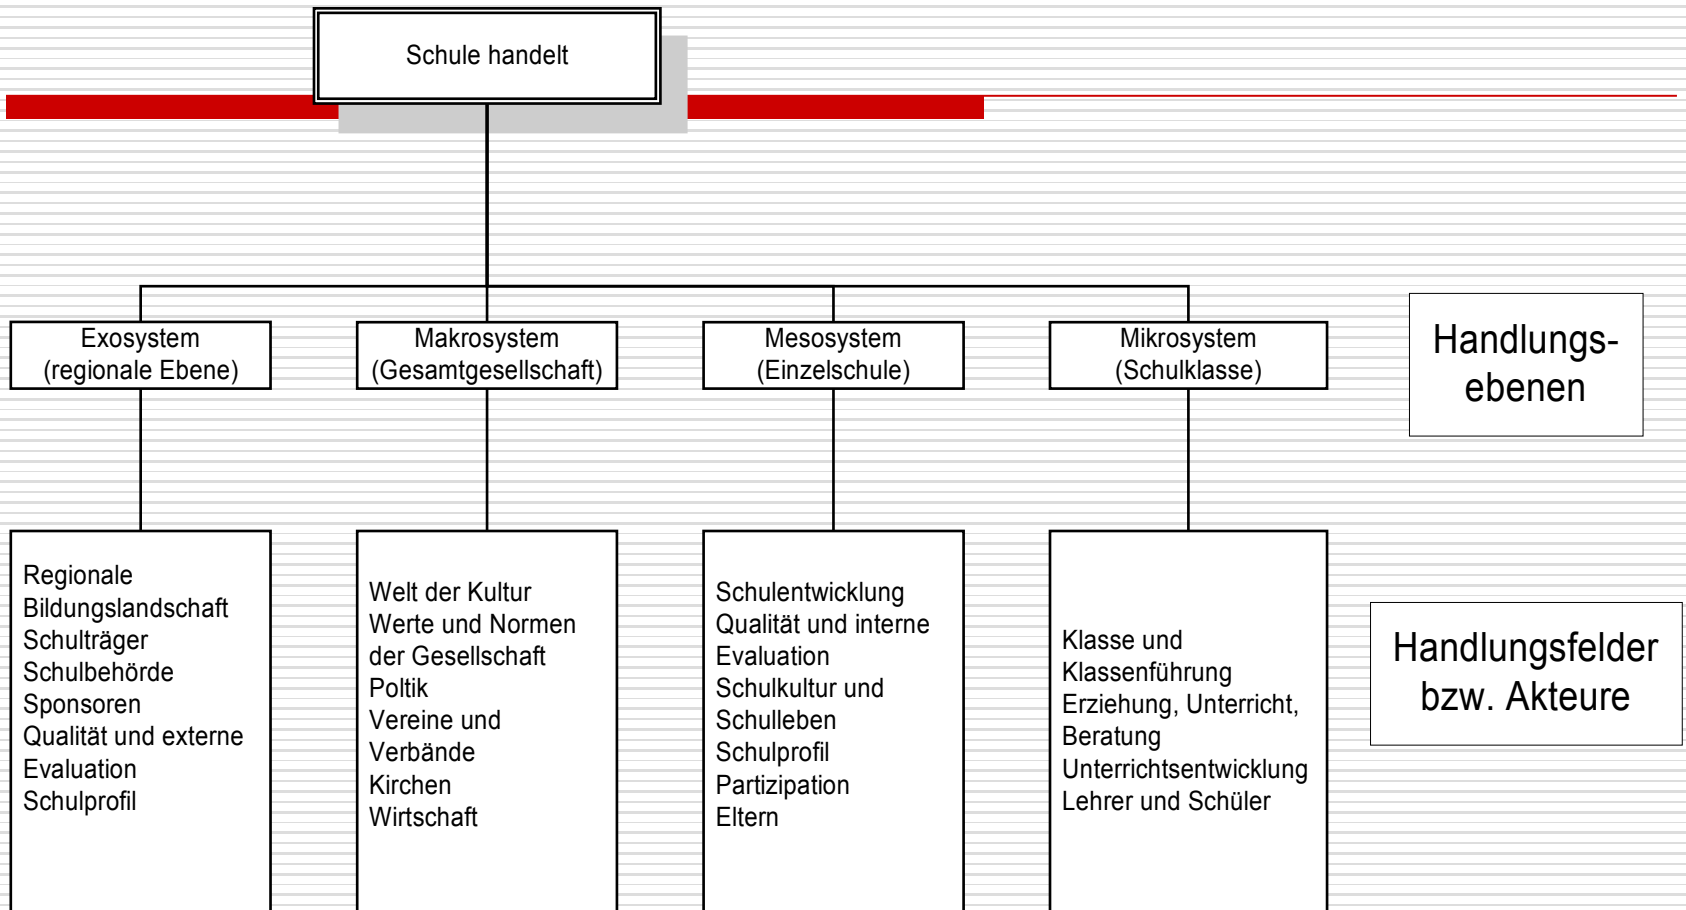 Schule handelt
Exosystem
(regionale Ebene)
Makrosystem
(Gesamtgesellschaft)
Mesosystem
(Einzelschule)
Mikrosystem
(Schulklasse)
Handlungs-
ebenen
Regionale
Bildungslandschaft
Schulträger
Schulbehörde
Sponsoren
Qualität und externe
Evaluation
Schulprofil
Welt der Kultur
Werte und Normen
der Gesellschaft
Poltik
Vereine und
Verbände
Kirchen
Wirtschaft
Schulentwicklung
Qualität und interne
Evaluation
Schulkultur und
Schulleben
Schulprofil
Partizipation
Eltern
Klasse und
Klassenführung
Erziehung, Unterricht,
Beratung
Unterrichtsentwicklung
Lehrer und Schüler
Handlungsfelder
bzw. Akteure